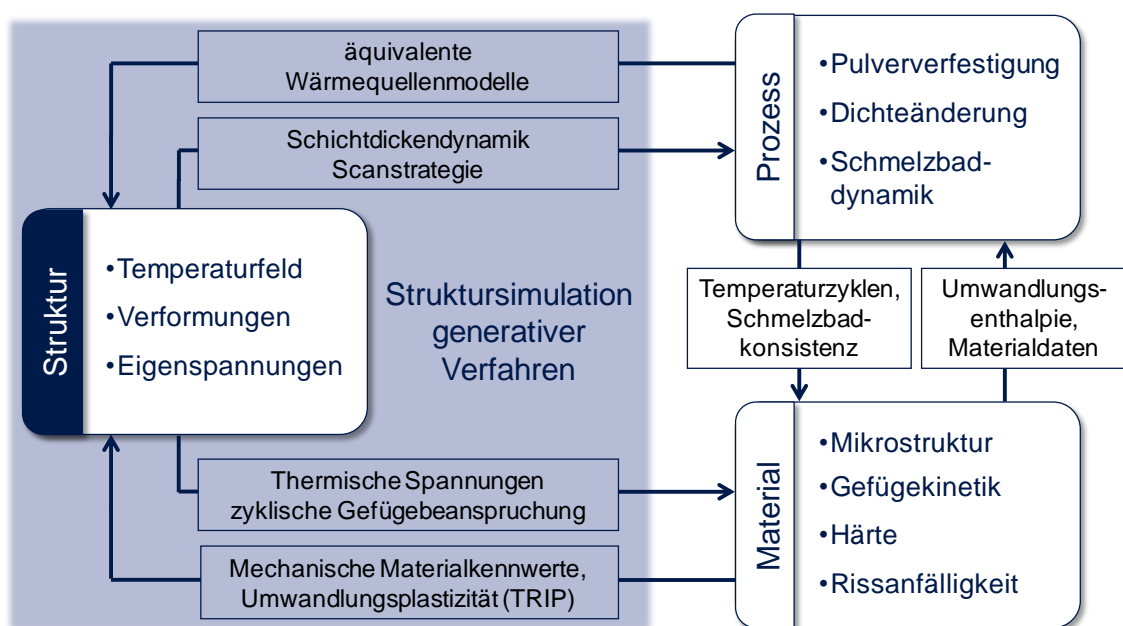 äquivalente
Wärmequellenmodelle
Schichtdickendynamik
Scanstrategie
Prozess
•Pulververfestigung
•Dichteänderung
•Schmelzbad-
dynamik
Struktur
•Temperaturfeld
•Verformungen
•Eigenspannungen
Struktursimulation
generativer
Verfahren
Temperaturzyklen,
Schmelzbad-
konsistenz
Umwandlungs-
enthalpie,
Materialdaten
Thermische Spannungen
zyklische Gefügebeanspruchung
Mechanische Materialkennwerte,
Umwandlungsplastizität (TRIP)
Material
•Mikrostruktur
•Gefügekinetik
•Härte
•Rissanfälligkeit